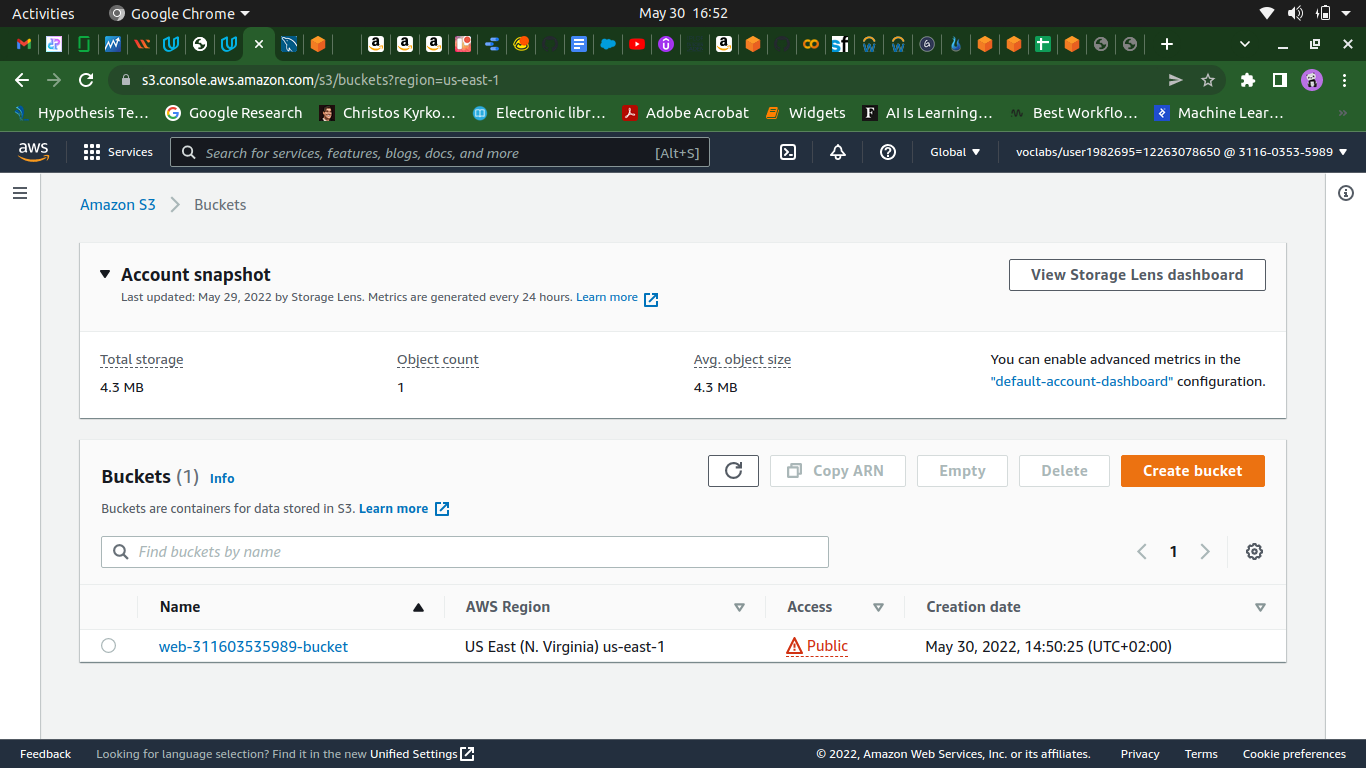 Activities Google Chrome May 30 16:52
s3.console.aws.amazon.com/s3/buckets?region=us-east-1
Hypothesis Te... Google Research Christos Kyrko... Electronic libr... Adobe Acrobat Widgets AI Is Learning... Best Workflo... Machine Lear... »
aws Services Search for services, features, blogs, docs, and more [Alt+S] Global voclabs/user1982695=12263078650 @ 3116-0353-5989
Amazon S3 Buckets
Account snapshot View Storage Lens dashboard
Last updated: May 29, 2022 by Storage Lens. Metrics are generated every 24 hours. Learn more
Total storage Object count Avg. object size You can enable advanced metrics in the
4.3 MB 1 4.3 MB "default-account-dashboard" configuration.
Buckets (1) Info Copy ARN Empty Delete Create bucket
Buckets are containers for data stored in S3. Learn more
Find buckets by name 1
Name AWS Region Access Creation date
web-311603535989-bucket US East (N. Virginia) us-east-1 Public May 30, 2022, 14:50:25 (UTC+02:00)
Feedback Looking for language selection? Find it in the new Unified Settings © 2022, Amazon Web Services, Inc. or its affiliates. Privacy Terms Cookie preferences